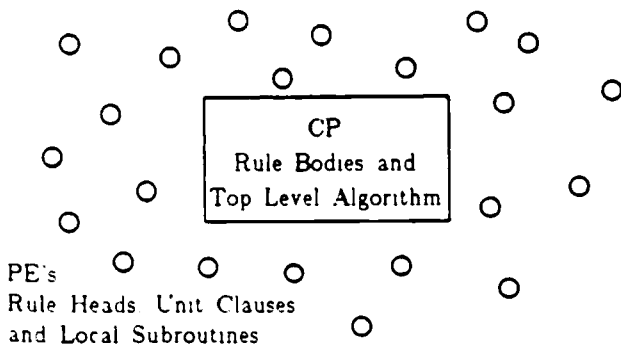 CP
Rule Bodies and
Top Level Algorithm
PE's
Rule Heads Unit Clauses
and Local Subroutines